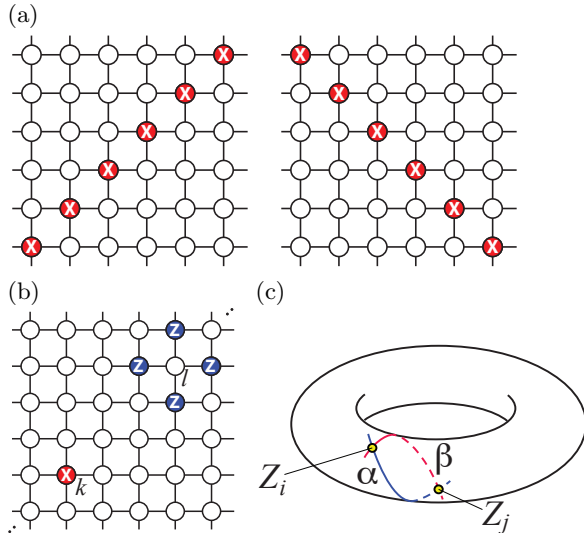 (a)
X X
X X
X X
X X
X X
X X
(b) (c)
Z
Z l Z
Z
X k
α β
Z_i
Z_j